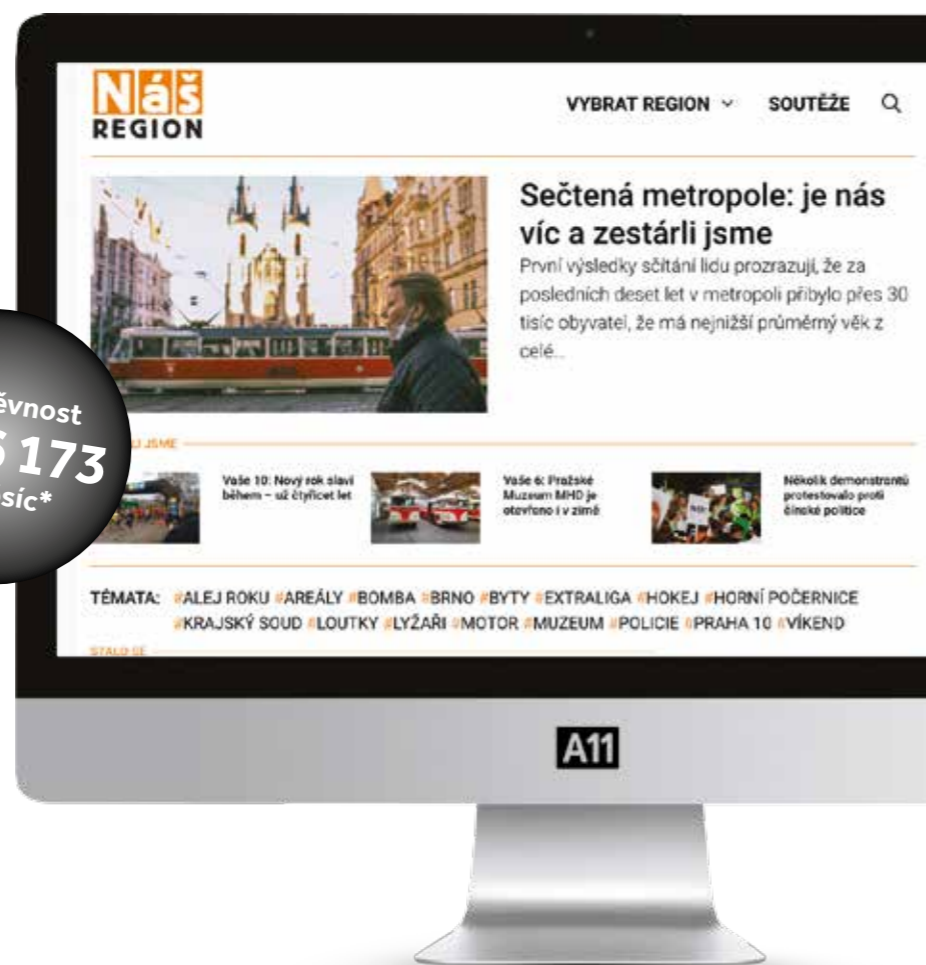 Náš
REGION
VYBRAT REGION
SOUTĚŽE
Sečtená metropole: je nás
víc a zestárli jsme
První výsledky sčítání lidu prozrazují, že za
posledních deset let v metropoli přibylo přes 30
tisíc obyvatel, že má nejnižší průměrný věk z
celé...
173
JSME
Vaše 10: Nový rok slaví
během – už čtyřicet let
Vaše 6: Pražské
Muzeum MHD je
otevřeno i v zimě
Několik demonstrantů
protestovalo proti
čínské politice
TÉMATA: #ALEJ ROKU #AREÁLY #BOMBA #BRNO #BYTY #EXTRALIGA #HOKEJ #HORNÍ POČERNICE
#KRAJSKÝ SOUD #LOUTKY #LYŽAŘI #MOTOR #MUZEUM #POLICIE #PRAHA 10 #VÍKEND
STALO SE
A11